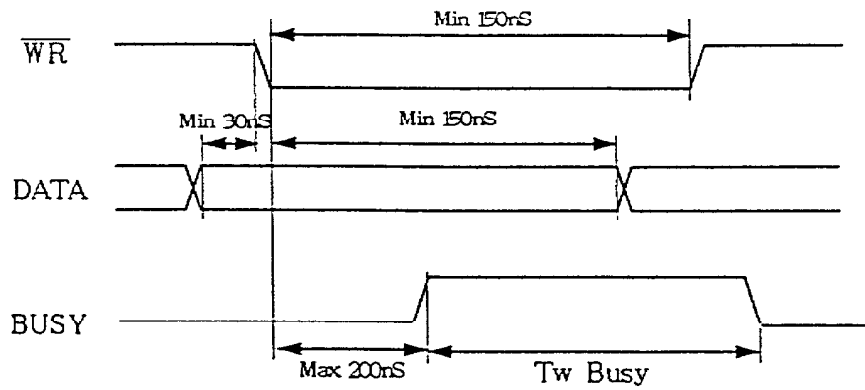 Min 150nS
WR
Min 30nS
Min 150nS
DATA
BUSY
Max 200nS
Tw Busy